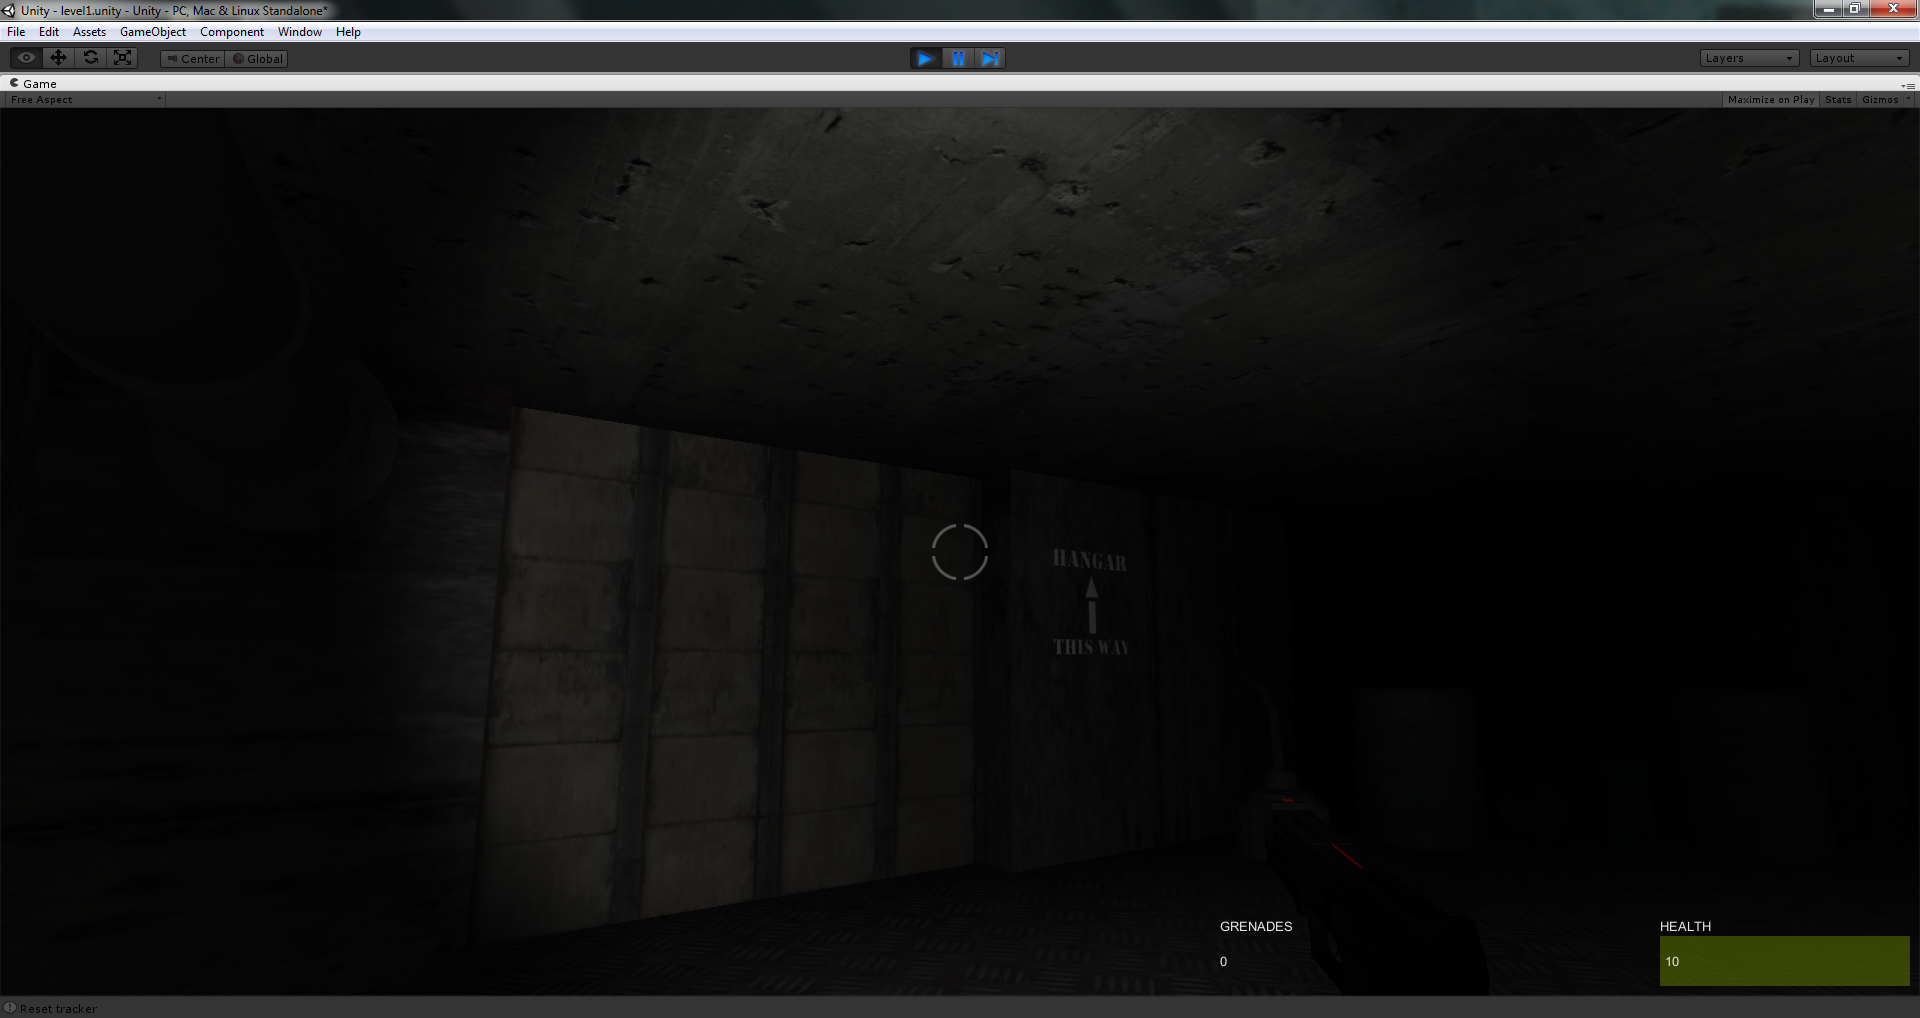 Unity - level1.unity - Unity - PC, Mac & Linux Standalone*
File Edit Assets GameObject Component Window Help
Center Global Layers Layout
Game
Free Aspect Maximize on Play Stats Gizmos
HANGAR
THIS WAY
GRENADES HEALTH
0 10
Reset tracker